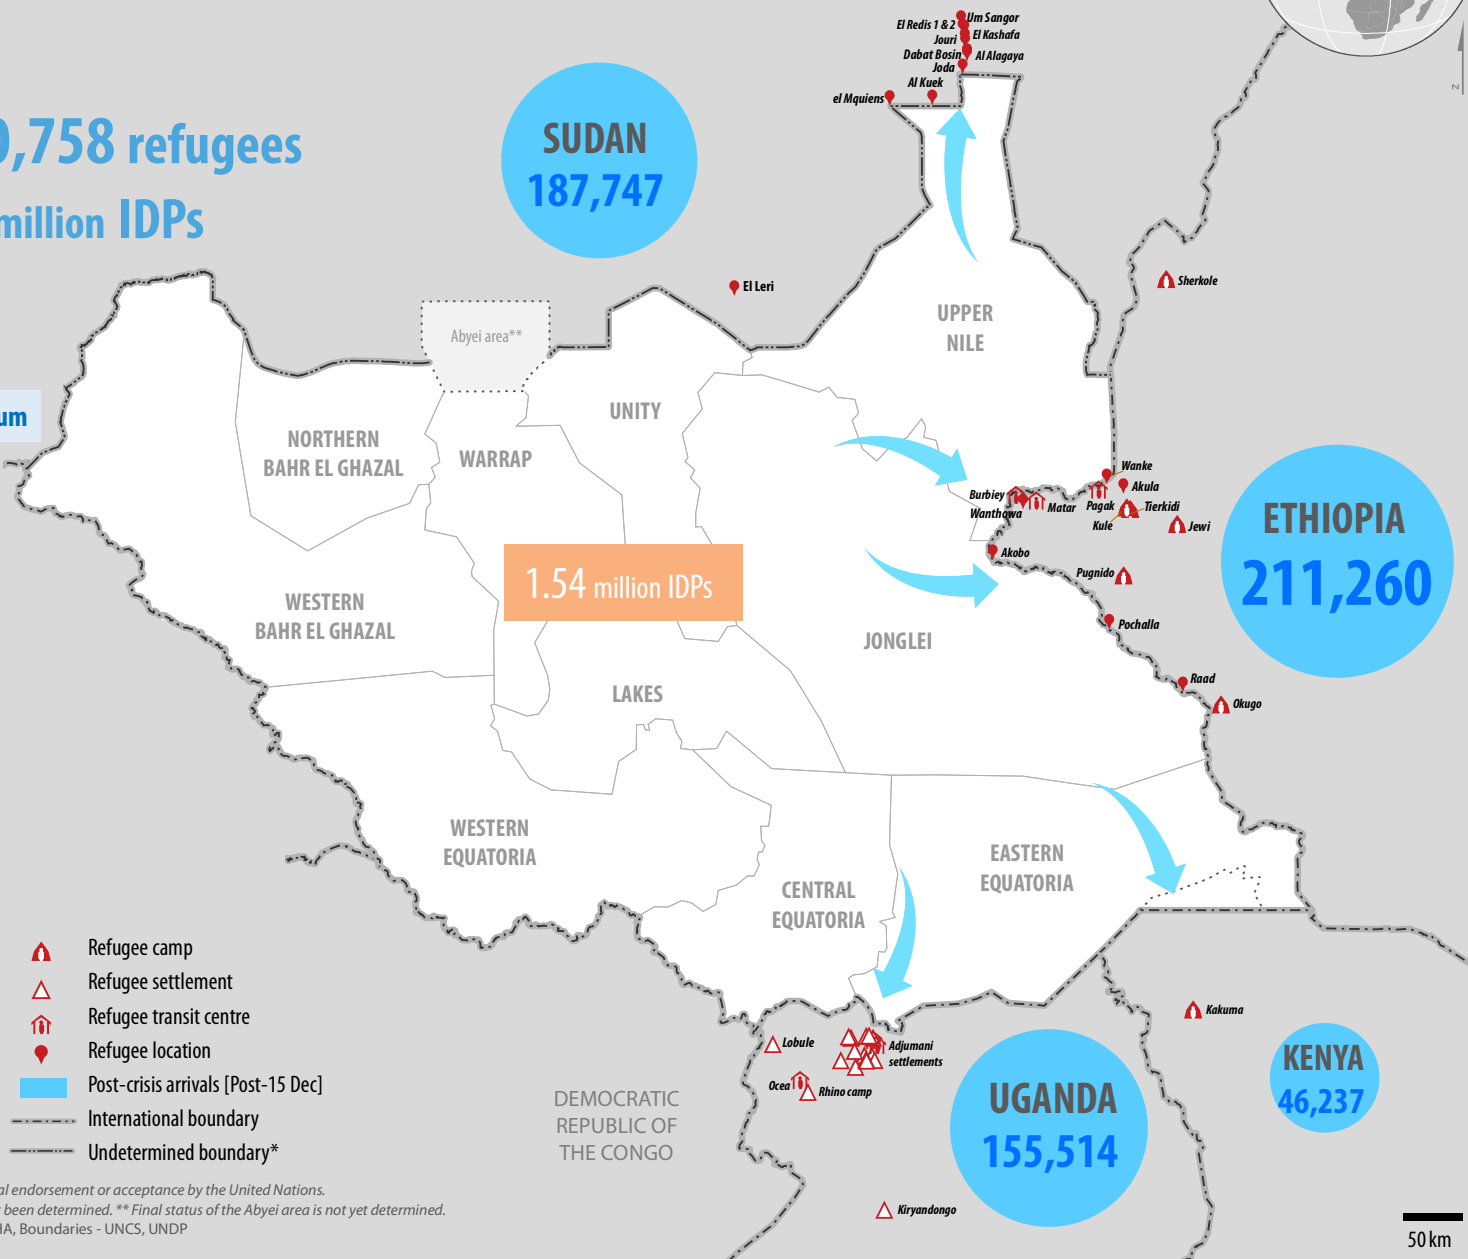 Um Sangor
El Redis 1 & 2
El Kashafa
Jouri
Dabat Bosin
Al Alagaya
Joda
Al Kuek
el Mquiens
z
,758 refugees
million IDPs
SUDAN
187,747
El Leri
Sherkole
Abyei area**
UPPER
NILE
UNITY
um
NORTHERN
BAHR EL GHAZAL
WARRAP
Wanke
Akula
Burbiey
Wanthowa
Matar
Pagak
Tierkidi
Kule
Jewi
ETHIOPIA
211,260
Akobo
Pugnido
1.54 million IDPs
WESTERN
BAHR EL GHAZAL
Pochalla
JONGLEI
Raad
Okugo
LAKES
WESTERN
EQUATORIA
EASTERN
EQUATORIA
CENTRAL
EQUATORIA
Refugee camp
Refugee settlement
Refugee transit centre
Refugee location
Post-crisis arrivals [Post-15 Dec]
International boundary
Undetermined boundary*
Kakuma
Lobule
Adjumani
settlements
Ocea
Rhino camp
KENYA
46,237
UGANDA
155,514
DEMOCRATIC
REPUBLIC OF
THE CONGO
Kiryandongo
al endorsement or acceptance by the United Nations.
been determined. ** Final status of the Abyei area is not yet determined.
HA, Boundaries - UNCS, UNDP
50 km